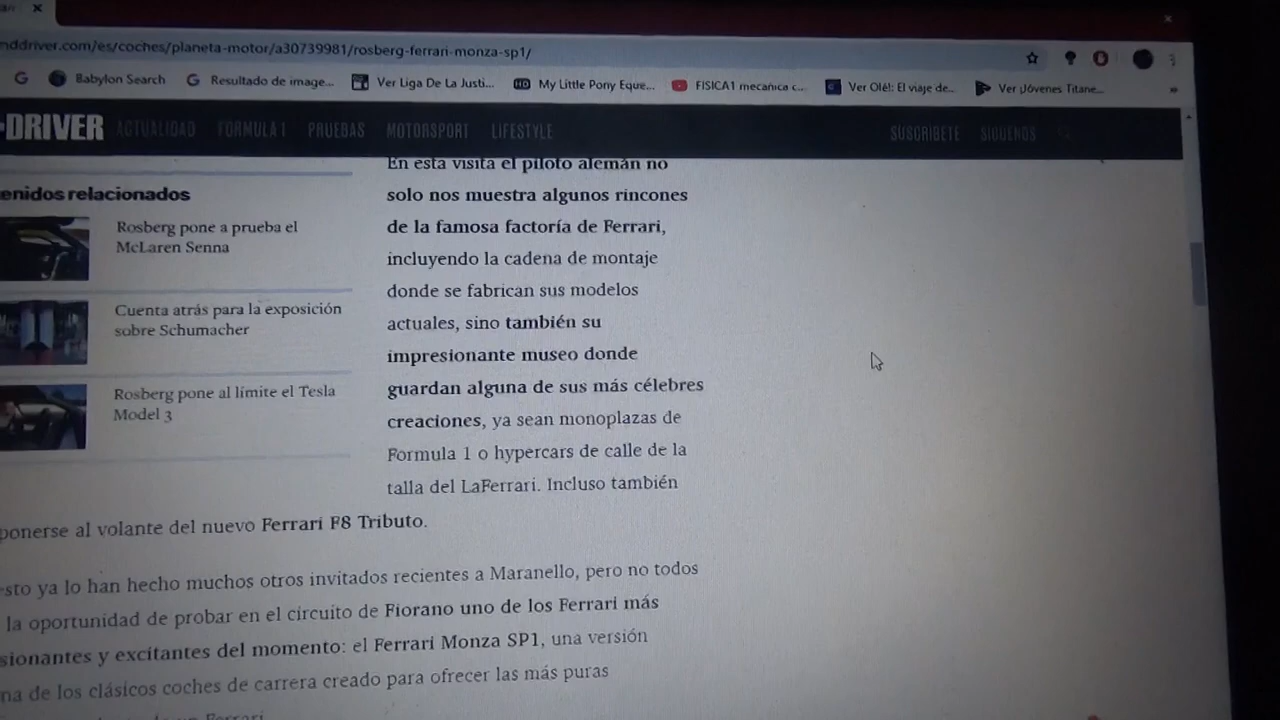 nddriver.com/es/coches/planeta-motor/a30739981/rosberg-ferrari-monza-sp1/
Babylon Search
Resultado de image...
Ver Liga De La Justi...
My Little Pony Eque...
FISICA1 mecanica c...
Ver Olé!: El viaje de...
Ver ¡Jóvenes Titane...
DRIVER
ACTUALIDAD
FORMULA 1
PRUEBAS
MOTORSPORT
LIFESTYLE
SUSCRÍBETE
SÍGUENOS
enidos relacionados
Rosberg pone a prueba el
McLaren Senna
Cuenta atrás para la exposición
sobre Schumacher
Rosberg pone al límite el Tesla
Model 3
En esta visita el piloto alemán no
solo nos muestra algunos rincones
de la famosa factoría de Ferrari,
incluyendo la cadena de montaje
donde se fabrican sus modelos
actuales, sino también su
impresionante museo donde
guardan alguna de sus más célebres
creaciones, ya sean monoplazas de
Formula 1 o hypercars de calle de la
talla del LaFerrari. Incluso también
ponerse al volante del nuevo Ferrari F8 Tributo.
sto ya lo han hecho muchos otros invitados recientes a Maranello, pero no todos
la oportunidad de probar en el circuito de Fiorano uno de los Ferrari más
sionantes y excitantes del momento: el Ferrari Monza SP1, una versión
na de los clásicos coches de carrera creado para ofrecer las más puras
Ferrari